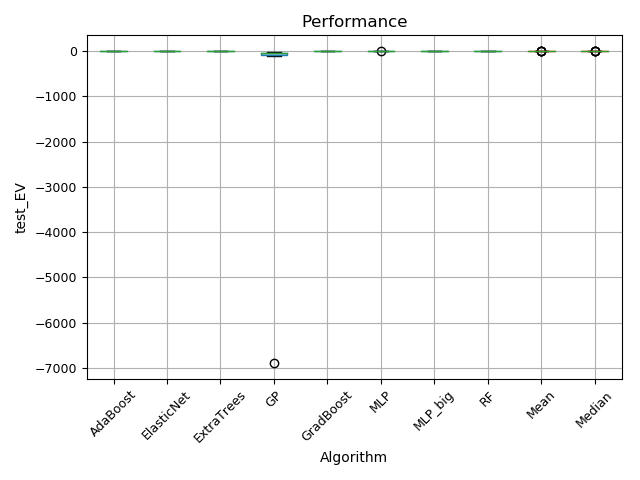 Performance
0
−1000
−2000
−3000
−4000
−5000
−6000
−7000
test_EV
AdaBoost
ElasticNet
ExtraTrees
GP
GradBoost
MLP
MLP_big
RF
Mean
Median
Algorithm